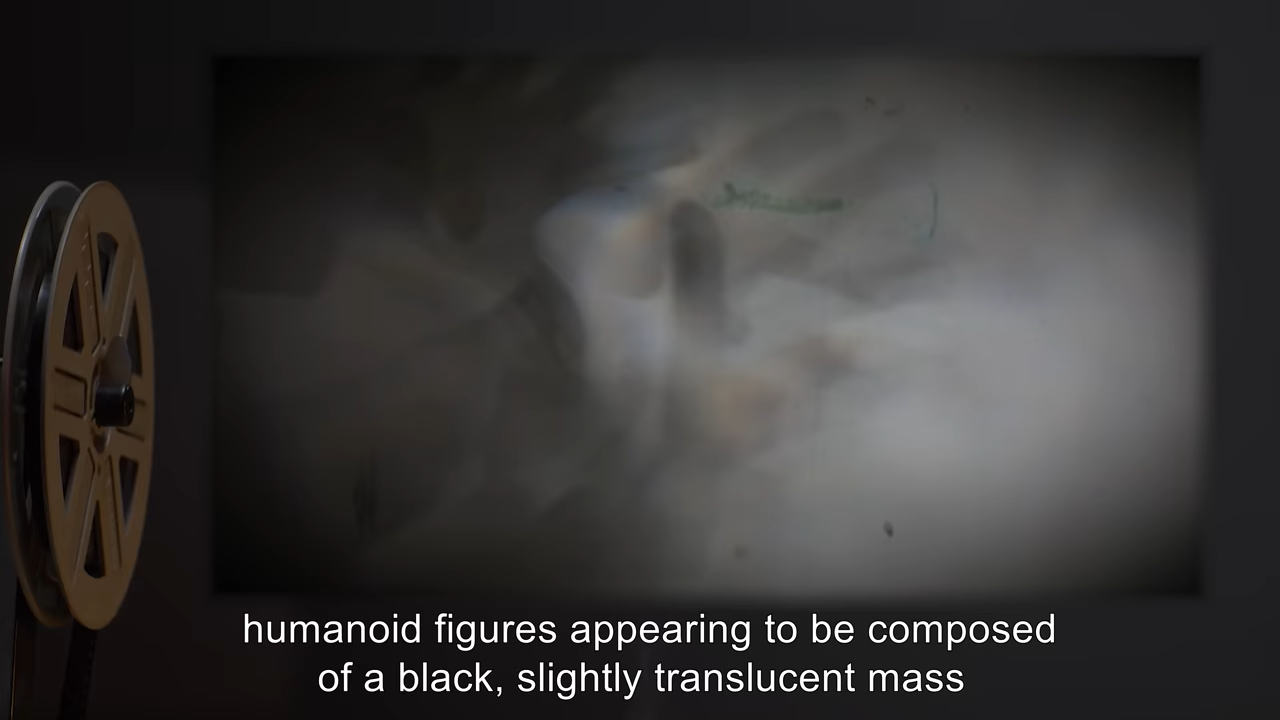 humanoid figures appearing to be composed
of a black, slightly translucent mass